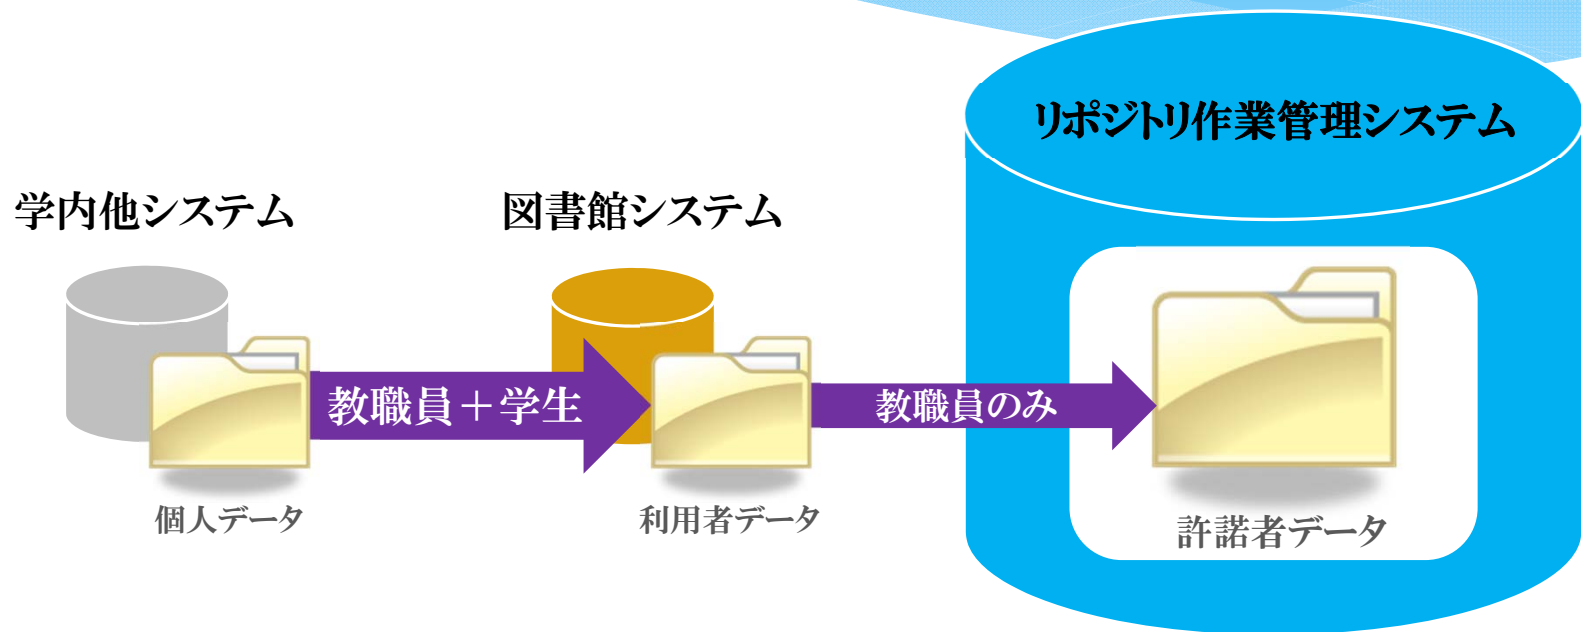 リポジトリ作業管理システム
学内他システム
図書館システム
教職員＋学生
教職員のみ
個人データ
利用者データ
許諾者データ